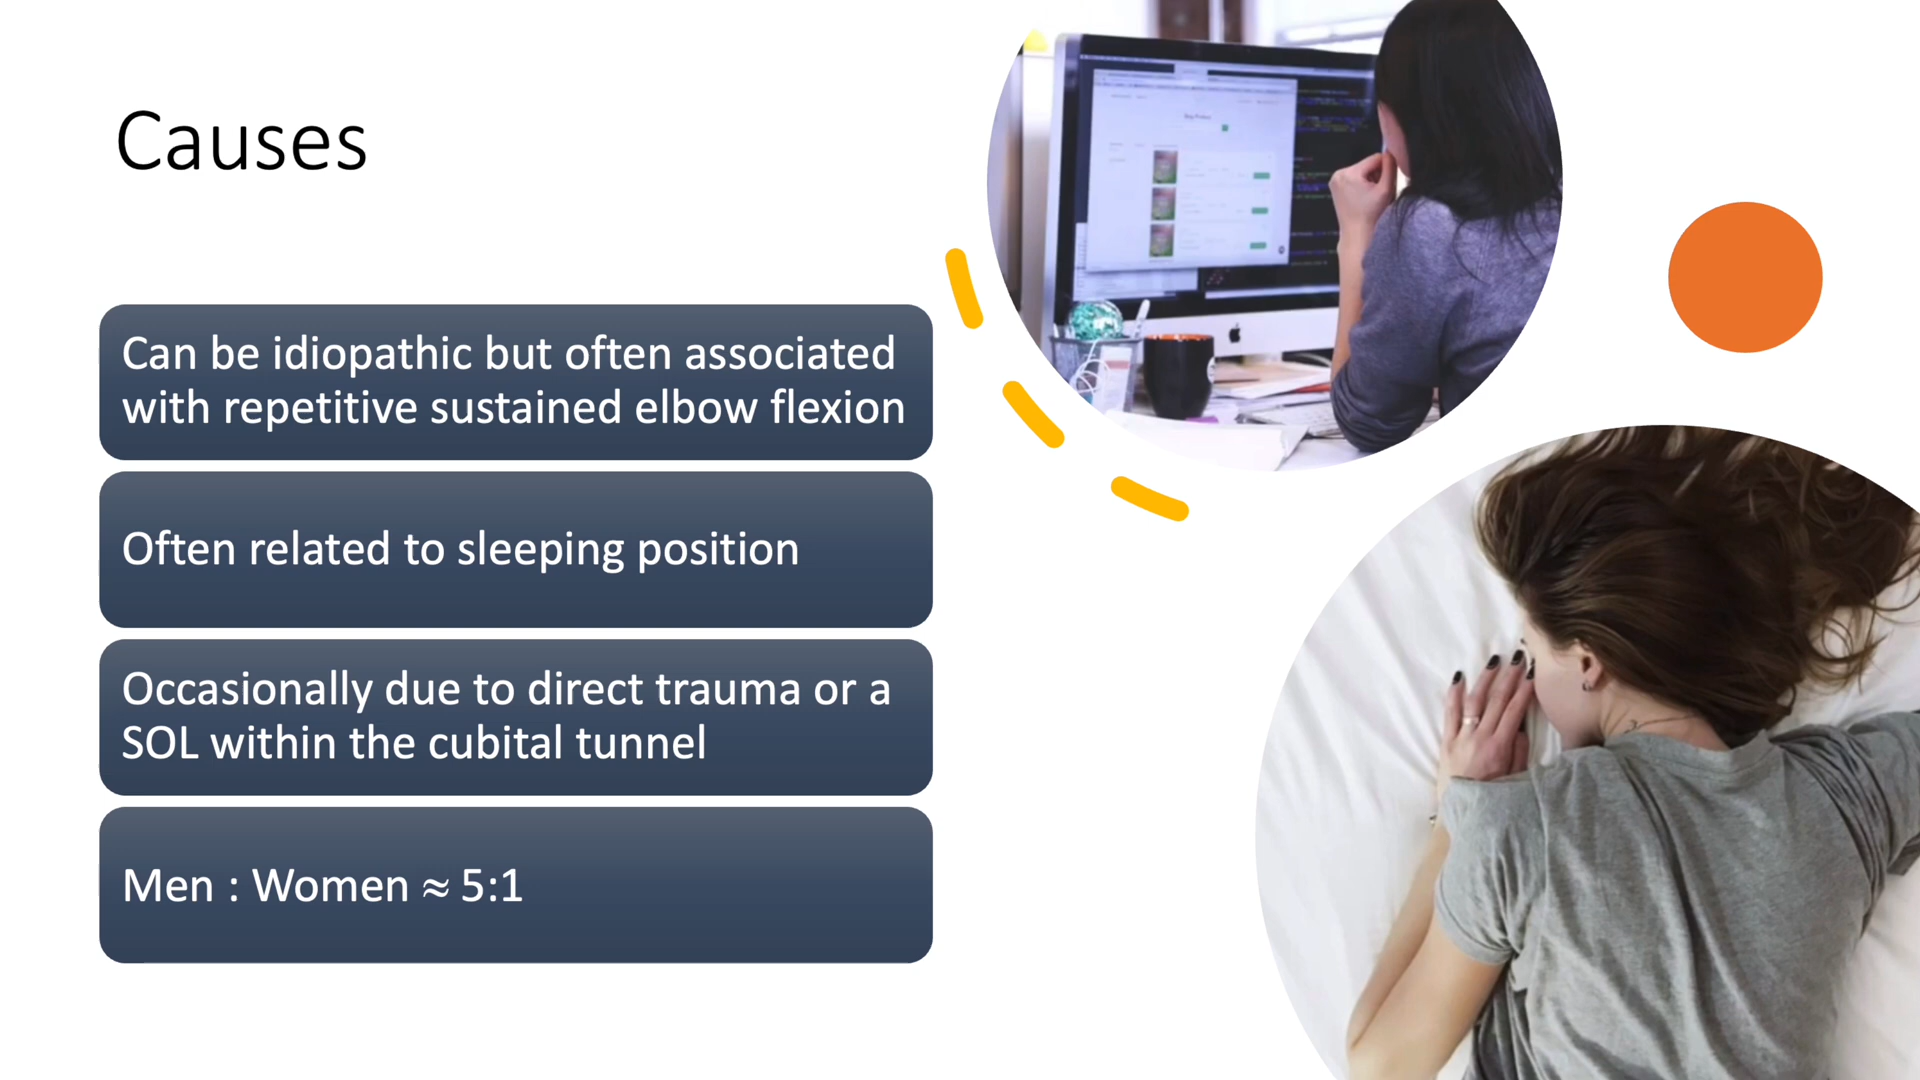 Causes
Can be idiopathic but often associated
with repetitive sustained elbow flexion
Often related to sleeping position
Occasionally due to direct trauma or a
SOL within the cubital tunnel
Men : Women ≈ 5:1